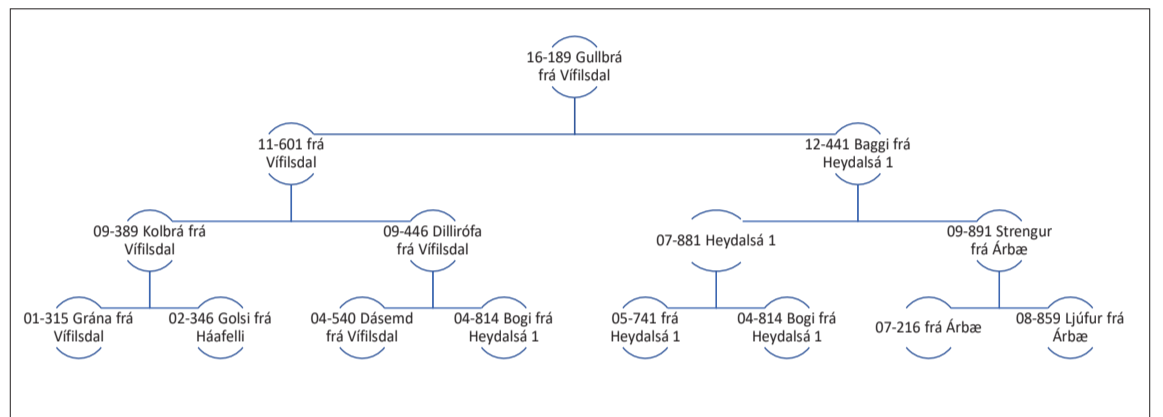 16-189 Gullbrá
frá Vífilsdal
11-601 frá
Vífilsdal
12-441 Baggi frá
Heydalsá 1
09-389 Kolbrá frá
Vífilsdal
09-446 Dillirófa
frá Vífilsdal
07-881 Heydalsá 1
09-891 Strengur
frá Árbæ
01-315 Grána frá
Vífilsdal
02-346 Golsi frá
Háafelli
04-540 Dásemd
frá Vífilsdal
04-814 Bogi frá
Heydalsá 1
05-741 frá
Heydalsá 1
04-814 Bogi frá
Heydalsá 1
07-216 frá Árbæ
08-859 Ljúfur frá
Árbæ